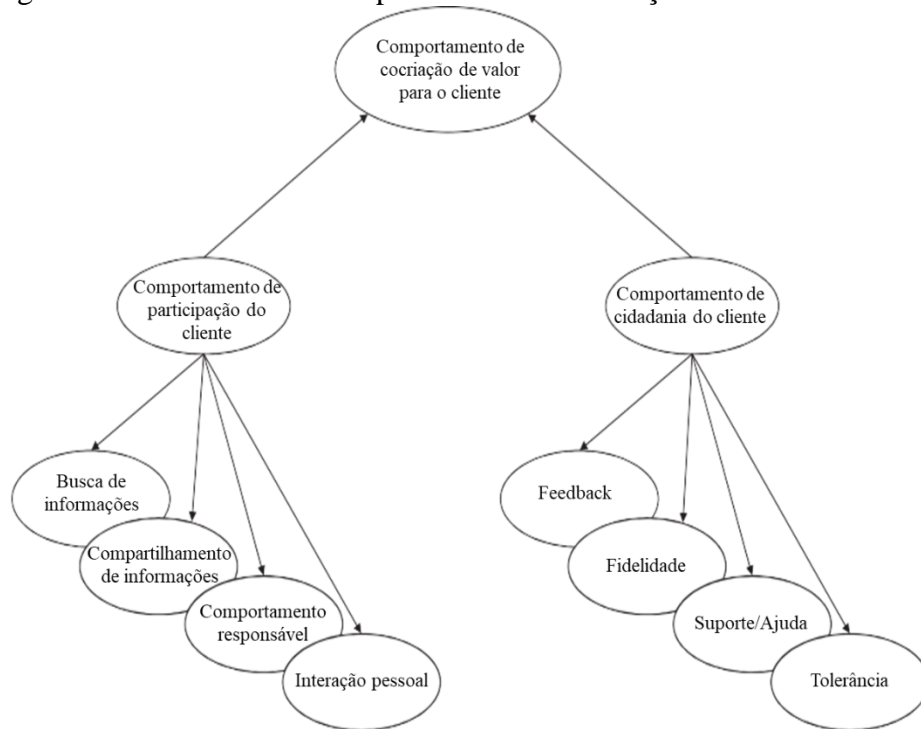 Comportamento de
cocriação de valor
para o cliente
Comportamento de
participação do
cliente
Comportamento de
cidadania do cliente
Busca de
informações
Compartilhamento
de informações
Comportamento
responsável
Interação pessoal
Feedback
Fidelidade
Suporte/Ajuda
Tolerância